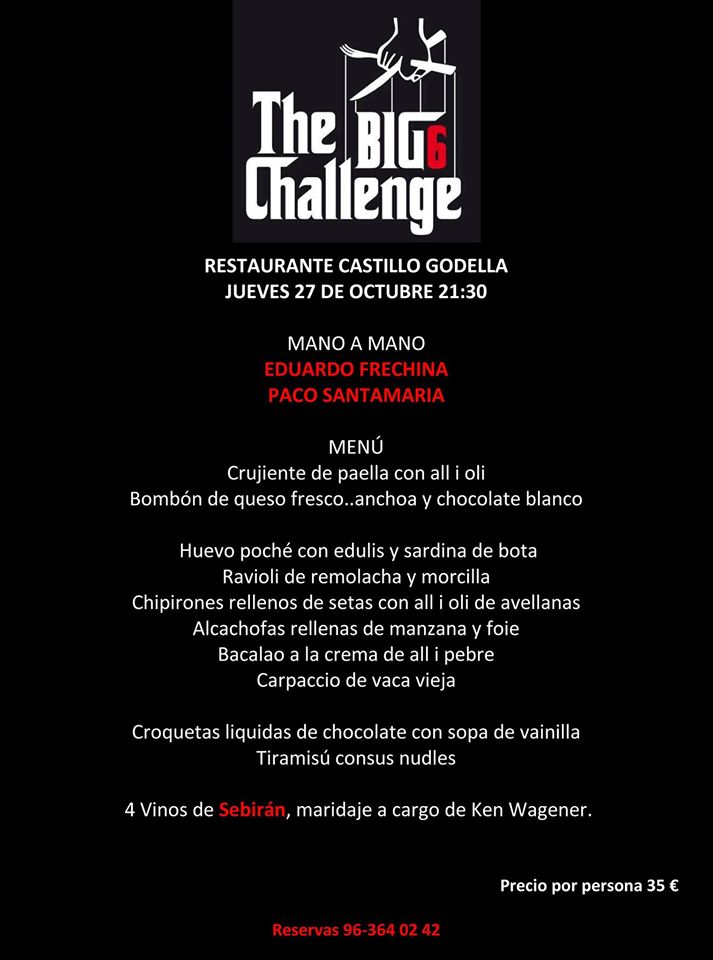 The BIG6
Challenge
RESTAURANTE CASTILLO GODELLA
JUEVES 27 DE OCTUBRE 21:30
MANO A MANO
EDUARDO FRECHINA
PACO SANTAMARIA
MENÚ
Crujiente de paella con all i oli
Bombón de queso fresco..anchoa y chocolate blanco
Huevo poché con edulis y sardina de bota
Ravioli de remolacha y morcilla
Chipirones rellenos de setas con all i oli de avellanas
Alcachofas rellenas de manzana y foie
Bacalao a la crema de all i pebre
Carpaccio de vaca vieja
Croquetas liquidas de chocolate con sopa de vainilla
Tiramisú consus nudles
4 Vinos de Sebirán, maridaje a cargo de Ken Wagener.
Precio por persona 35 €
Reservas 96-364 02 42